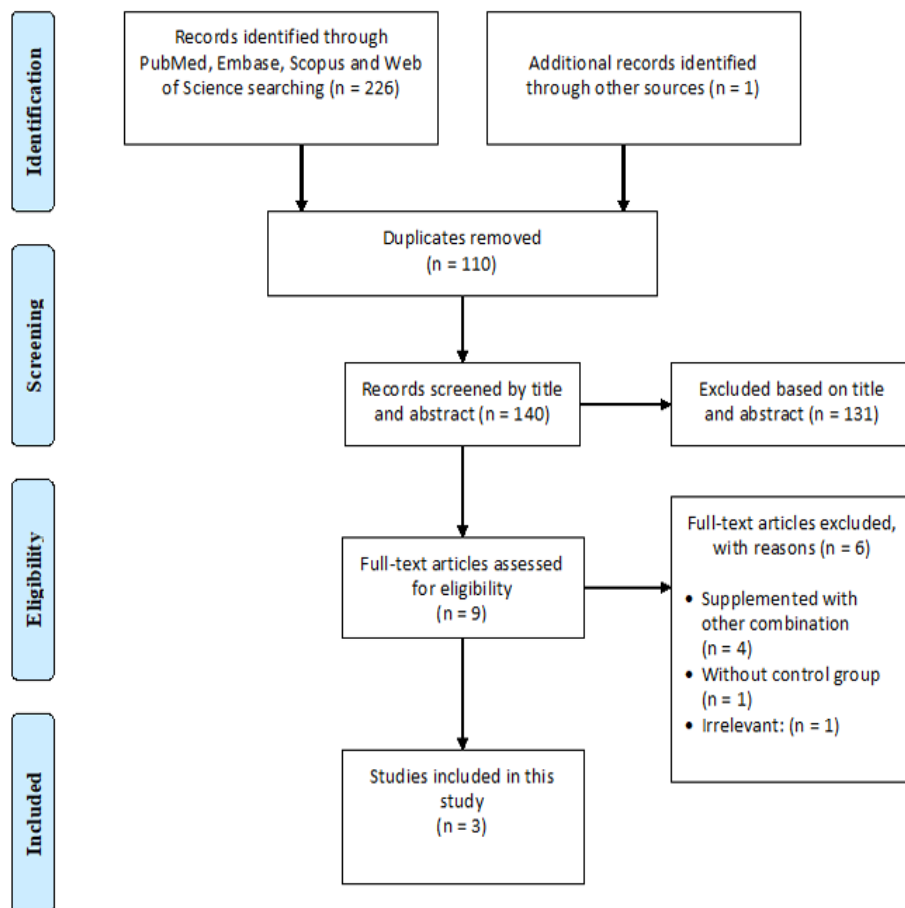 Identification
Records identified through
PubMed, Embase, Scopus and Web
of Science searching (n = 226)
Additional records identified
through other sources (n = 1)
Duplicates removed
(n = 110)
Screening
Records screened by title
and abstract (n = 140)
Excluded based on title
and abstract (n = 131)
Eligibility
Full-text articles assessed
for eligibility
(n = 9)
Full-text articles excluded,
with reasons (n = 6)
• Supplemented with
other combination
(n = 4)
• Without control group
(n = 1)
• Irrelevant: (n = 1)
Included
Studies included in this
study
(n = 3)